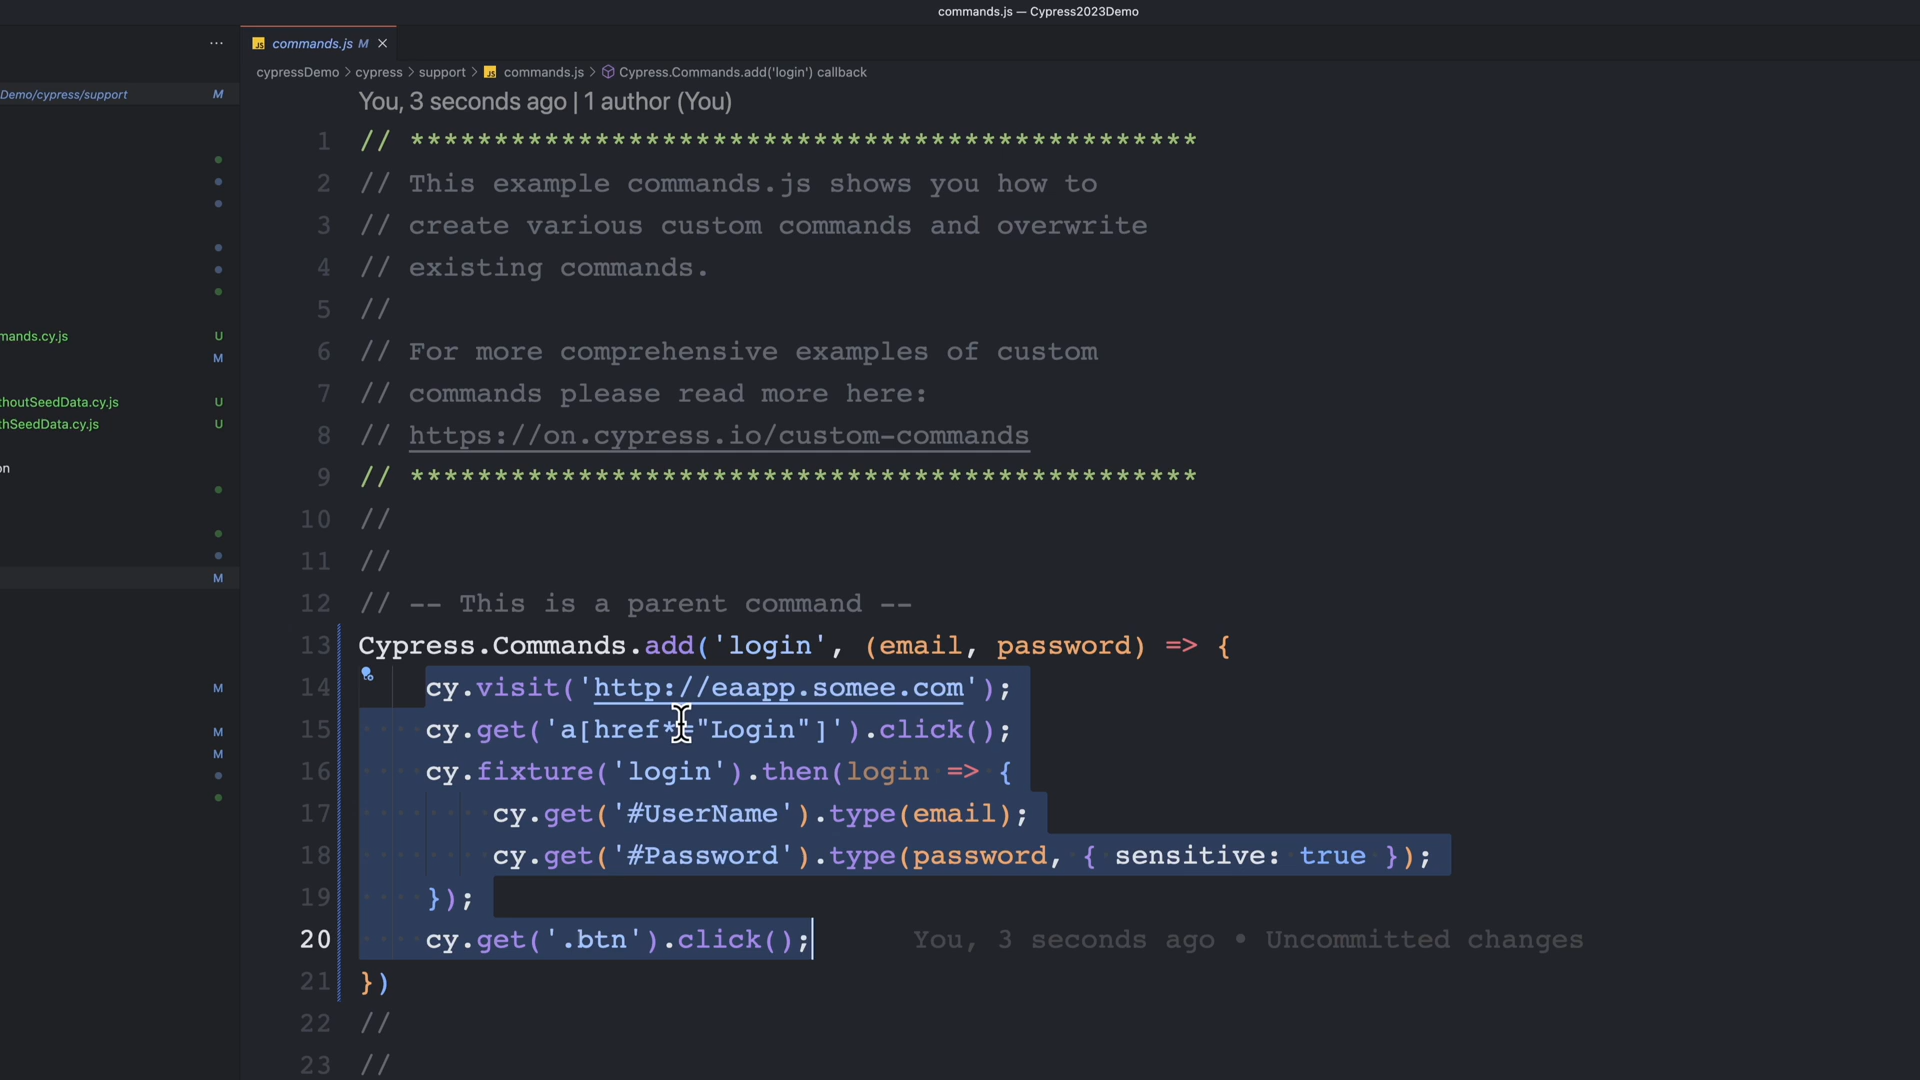 commands.js — Cypress2023Demo
··· commands.js M ×
cypressDemo > cypress > support > JS commands.js > Cypress.Commands.add('login') callback
Demo/cypress/support M
mands.cy.js U
M
thoutSeedData.cy.js U
thSeedData.cy.js U
on
M
M
M
M
You, 3 seconds ago | 1 author (You)
1 // ***********************************************
2 // This example commands.js shows you how to
3 // create various custom commands and overwrite
4 // existing commands.
5 //
6 // For more comprehensive examples of custom
7 // commands please read more here:
8 // https://on.cypress.io/custom-commands
9 // ***********************************************
10 //
11 //
12 // -- This is a parent command --
13 Cypress.Commands.add('login', (email, password) => {
14 cy.visit('http://eaapp.somee.com');
15 cy.get('a[href*="Login"]').click();
16 cy.fixture('login').then(login => {
17 cy.get('#UserName').type(email);
18 cy.get('#Password').type(password, { sensitive: true });
19 });
20 cy.get('.btn').click(); You, 3 seconds ago • Uncommitted changes
21 })
22 //
23 //